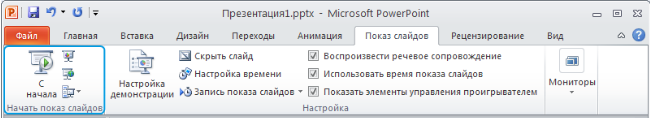 Презентация1.pptx - Microsoft PowerPoint
Файл Главная Вставка Дизайн Переходы Анимация Показ слайдов Рецензирование Вид
С
начала
Начать показ слайдов
Настройка
демонстрации
Скрыть слайд
Настройка времени
Запись показа слайдов
Воспроизвести речевое сопровождение
Использовать время показа слайдов
Показать элементы управления проигрывателем
Настройка
Мониторы